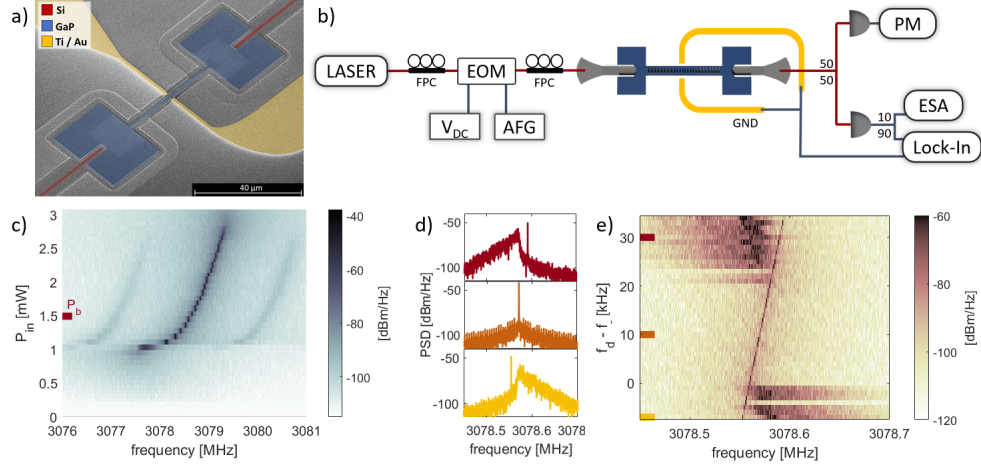 a)
Si
GaP
Ti / Au
40 µm
b)
LASER
FPC
EOM
FPC
V_DC
AFG
GND
50
50
PM
10
90
ESA
Lock-In
c)
3
2.5
2
1.5
1
0.5
0
P_in [mW]
P_b
3076
3077
3078
3079
3080
3081
frequency [MHz]
-40
-60
-80
-100
[dBm/Hz]
d)
-50
-100
-50
-100
-50
-100
PSD [dBm/Hz]
3078.5
3078.6
3078
frequency [MHz]
e)
30
20
10
0
f_d - f_- [kHz]
3078.5
3078.6
3078.7
frequency [MHz]
-60
-80
-100
-120
[dBm/Hz]